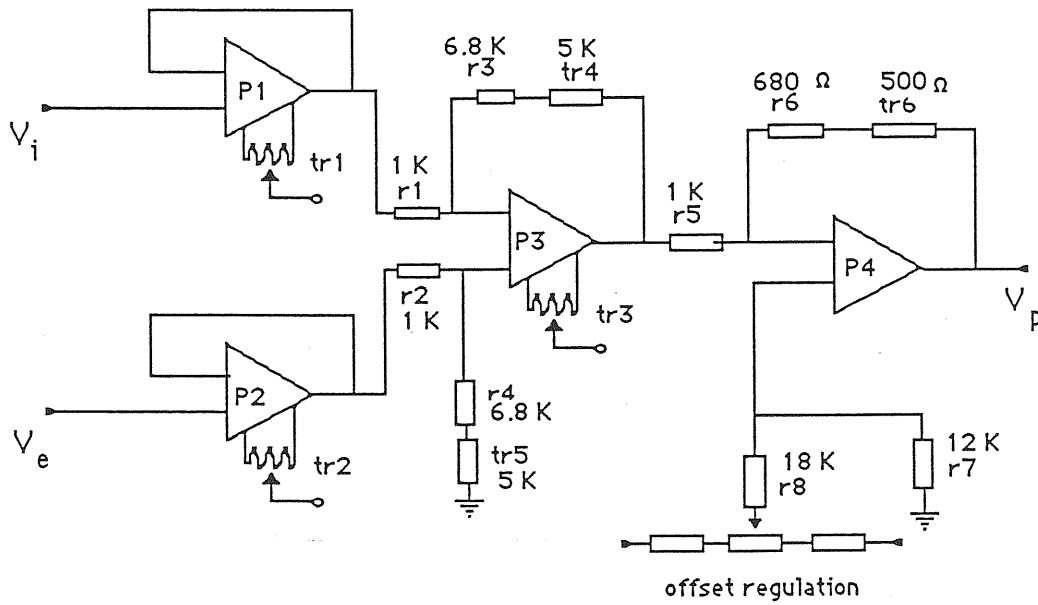 6.8 K
r3
5 K
tr4
680 Ω
r6
500 Ω
tr6
P1
V i
tr1
1 K
r1
P3
1 K
r5
P4
r2
1 K
tr3
V p
P2
V e
tr2
r4
6.8 K
tr5
5 K
18 K
r8
12 K
r7
offset regulation